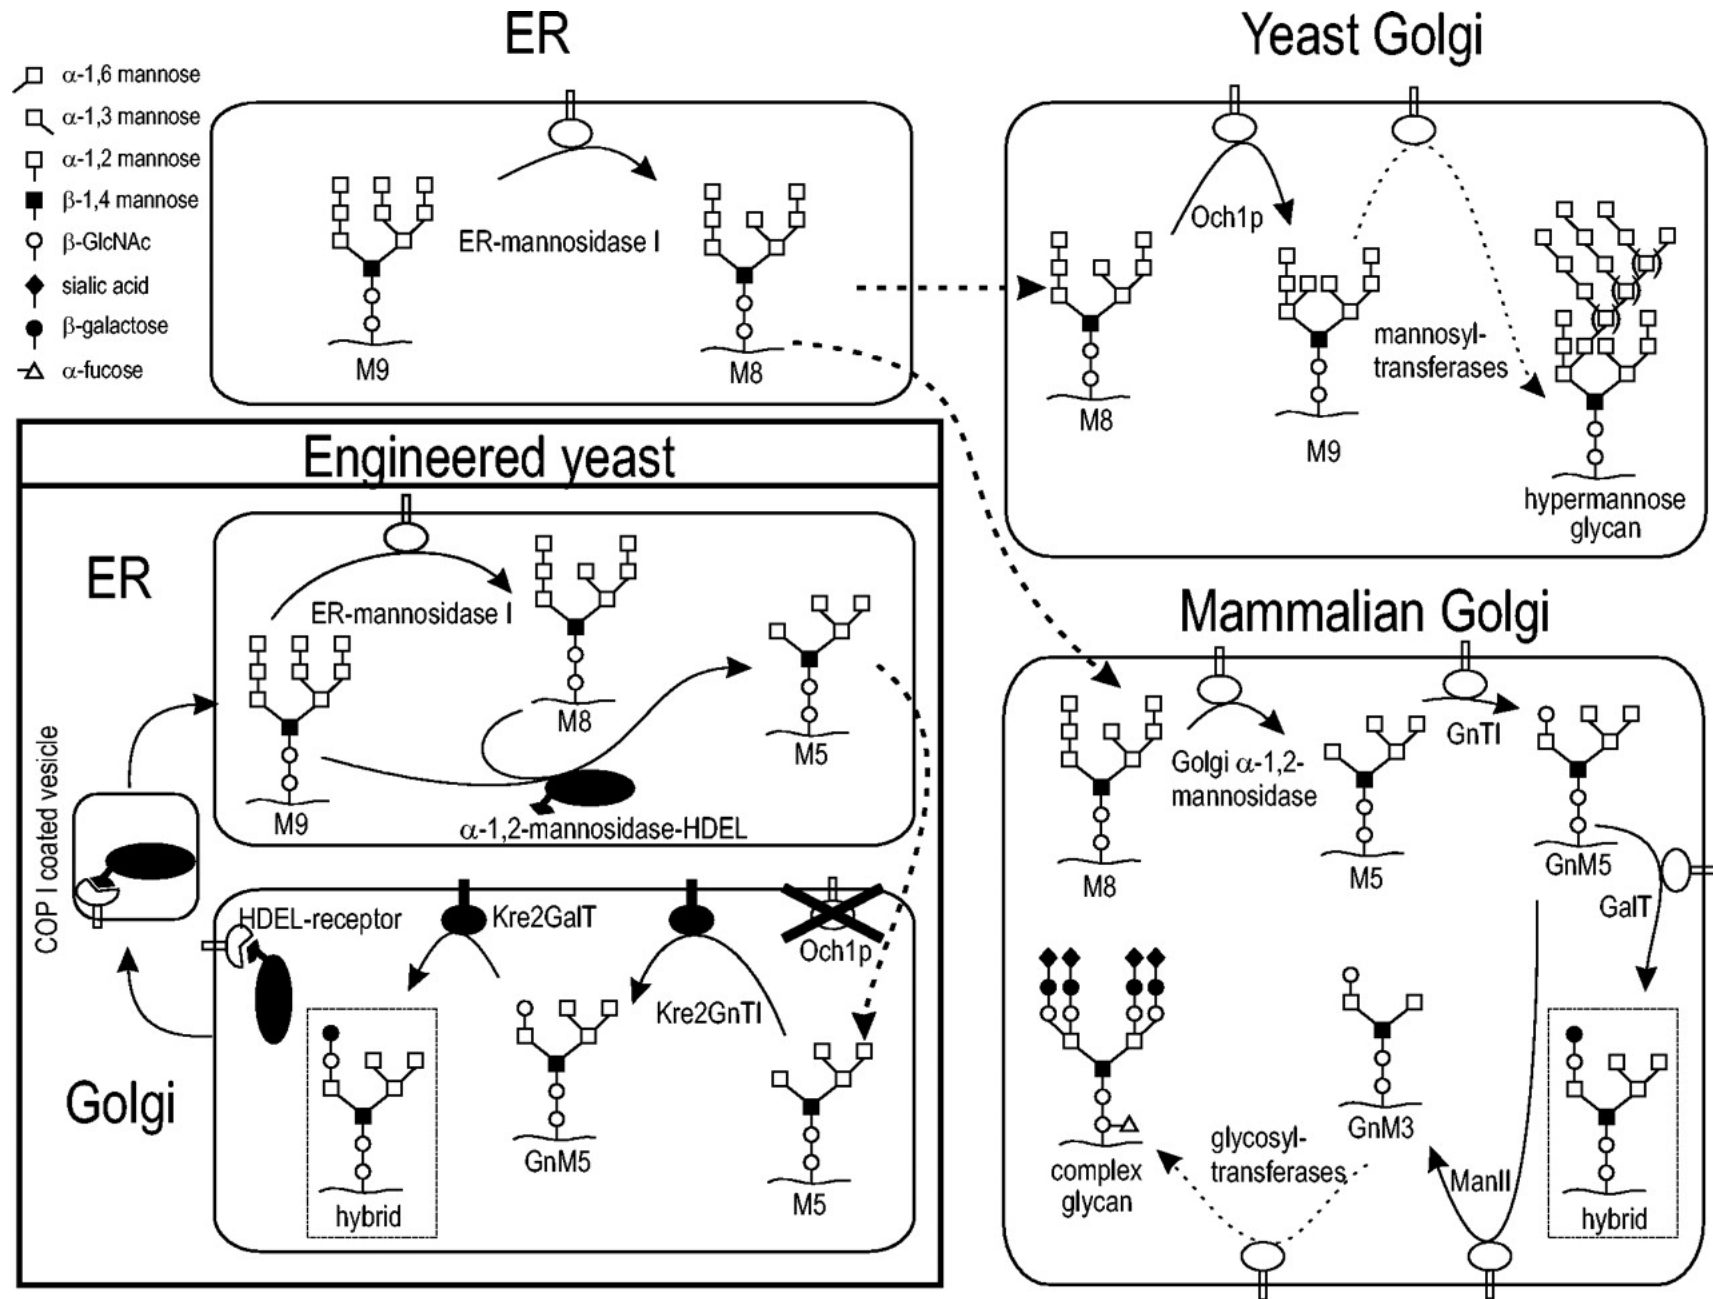 ER
Yeast Golgi
α-1,6 mannose
α-1,3 mannose
α-1,2 mannose
β-1,4 mannose
β-GlcNAc
sialic acid
β-galactose
α-fucose
ER-mannosidase I
M9
M8
Och1p
mannosyl-
transferases
M8
M9
hypermannose
glycan
Engineered yeast
ER
ER-mannosidase I
M8
M5
M9
α-1,2-mannosidase-HDEL
COP I coated vesicle
HDEL-receptor
Kre2GalT
Och1p
Kre2GnTI
Golgi
hybrid
GnM5
M5
Mammalian Golgi
GnTI
Golgi α-1,2-
mannosidase
M8
M5
GnM5
GalT
GnM3
glycosyl-
transferases
complex
glycan
ManII
hybrid